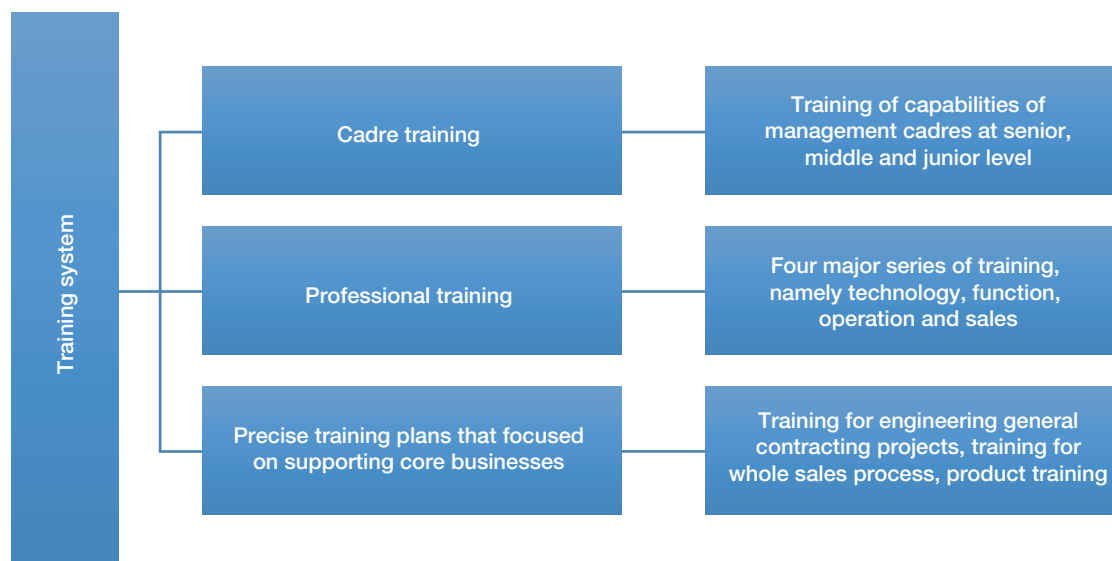 Training system
Cadre training
Training of capabilities of
management cadres at senior,
middle and junior level
Professional training
Four major series of training,
namely technology, function,
operation and sales
Precise training plans that focused
on supporting core businesses
Training for engineering general
contracting projects, training for
whole sales process, product training